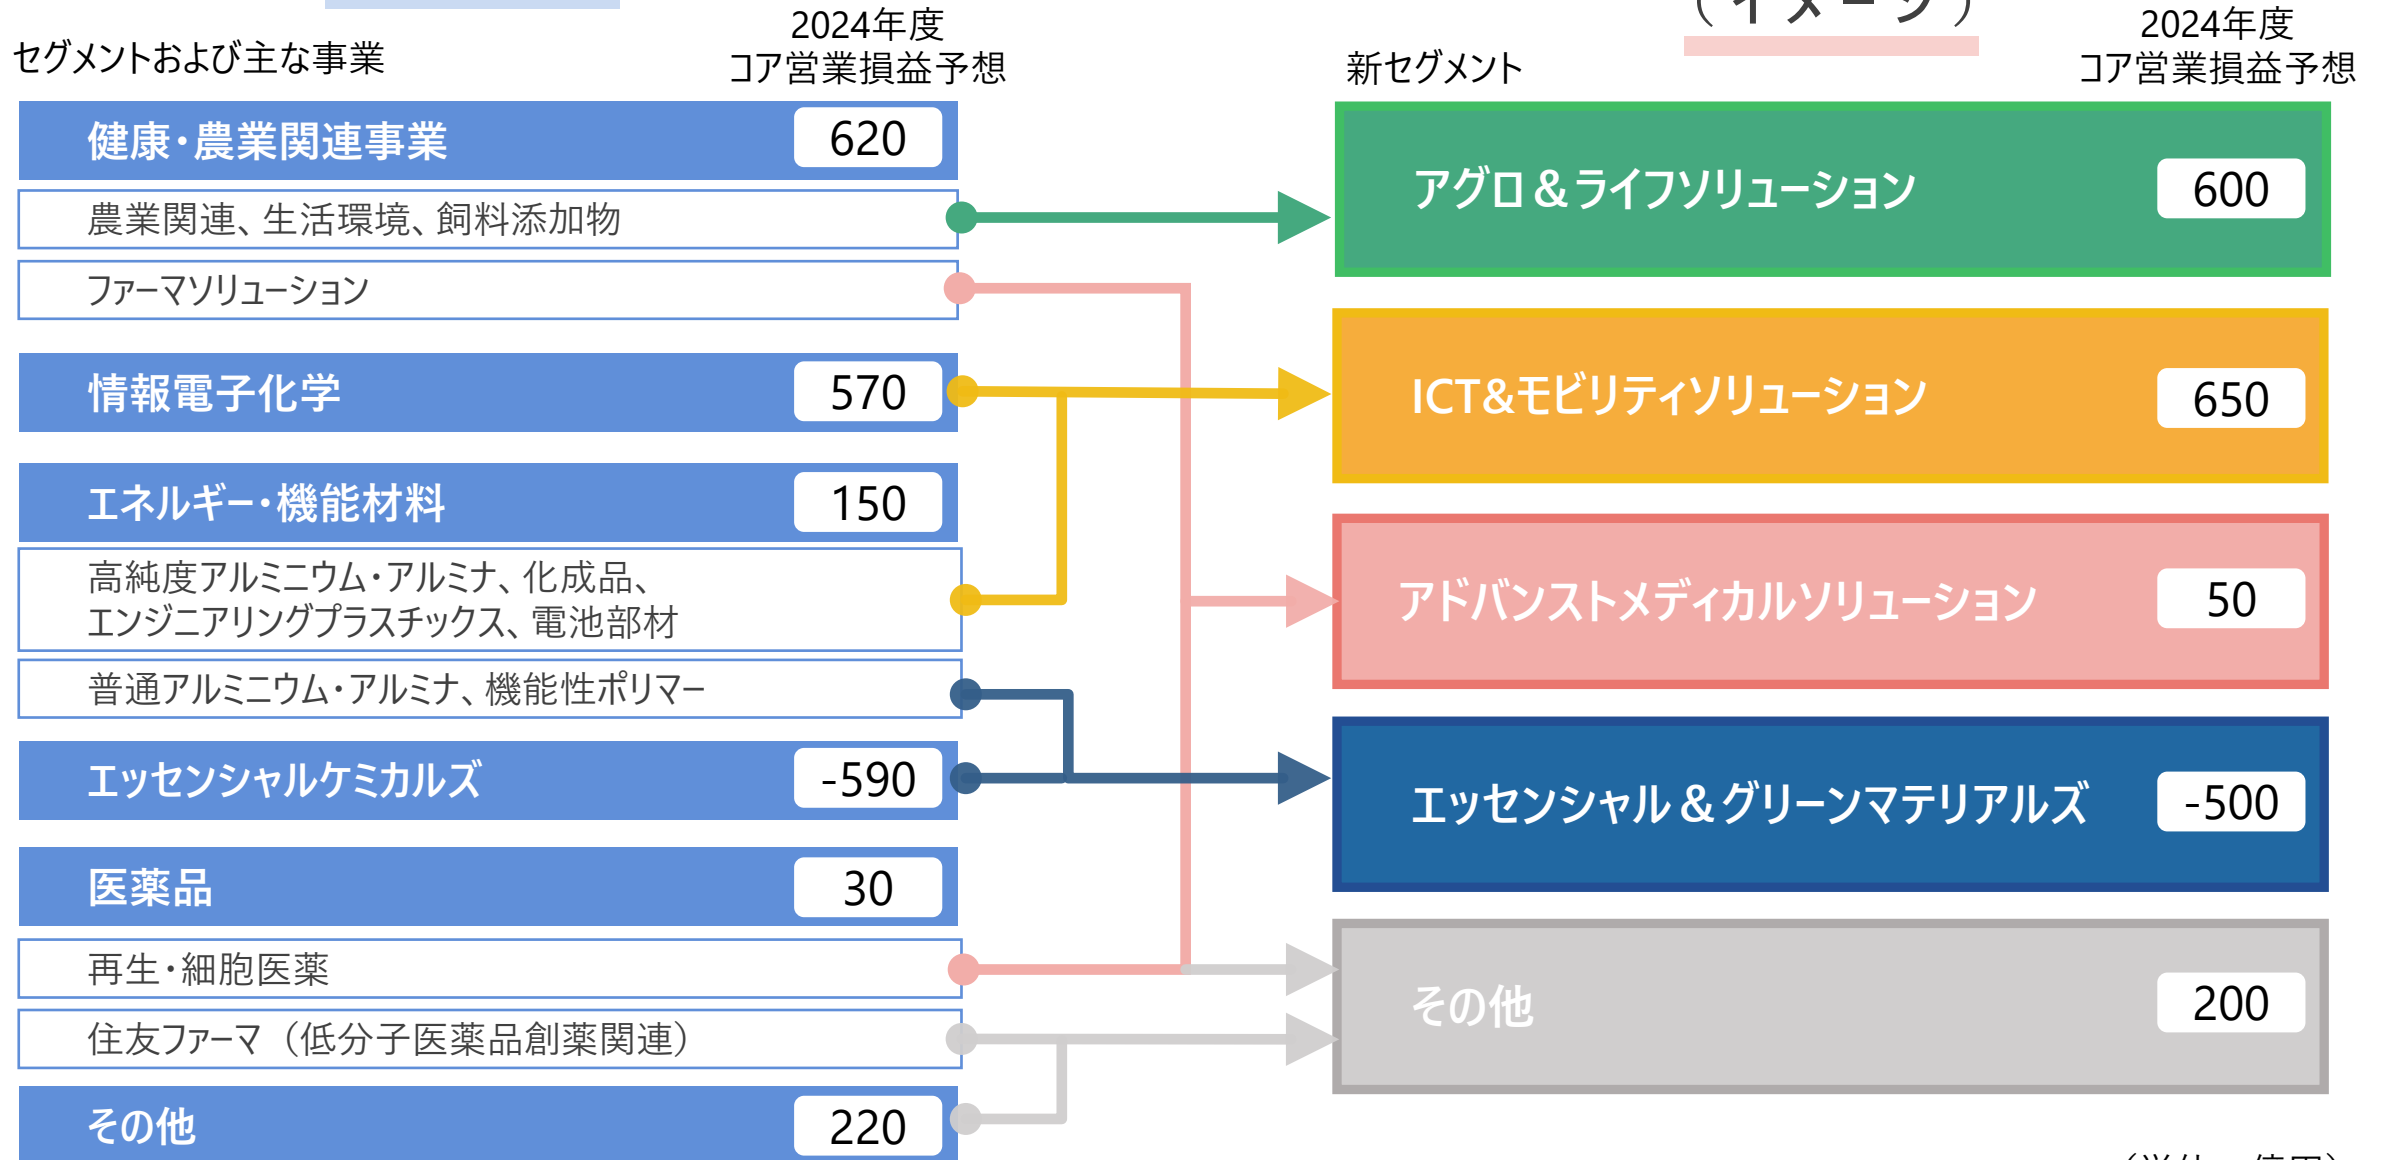 2024年度
コア営業損益予想
セグメントおよび主な事業
健康・農業関連事業
620
農業関連、生活環境、飼料添加物
ファーマソリューション
情報電子化学
570
エネルギー・機能材料
150
高純度アルミニウム・アルミナ、化成品、
エンジニアリングプラスチックス、電池部材
普通アルミニウム・アルミナ、機能性ポリマー
エッセンシャルケミカルズ
-590
医薬品
30
再生・細胞医薬
住友ファーマ（低分子医薬品創薬関連）
その他
220
（イメージ）
2024年度
コア営業損益予想
新セグメント
アグロ＆ライフソリューション
600
ICT&モビリティソリューション
650
アドバンストメディカルソリューション
50
エッセンシャル＆グリーンマテリアルズ
-500
その他
200